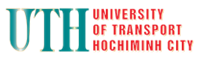 UTH
UNIVERSITY
OF TRANSPORT
HOCHIMINH CITY